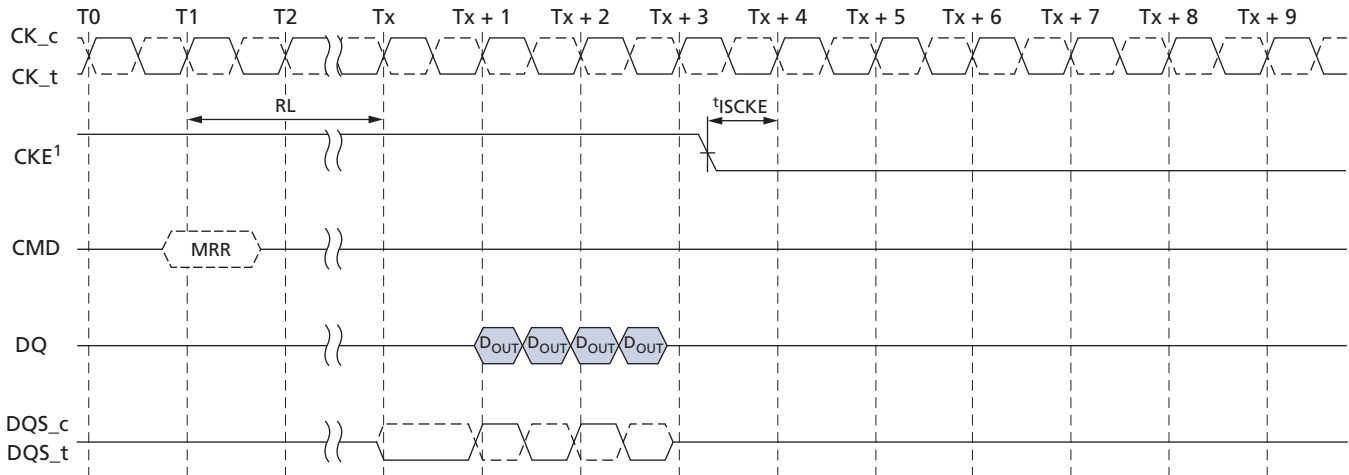 T0 T1 T2 Tx Tx + 1 Tx + 2 Tx + 3 Tx + 4 Tx + 5 Tx + 6 Tx + 7 Tx + 8 Tx + 9
CK_c
CK_t
RL
tISCKE
CKE1
CMD
MRR
DQ
DOUT DOUT DOUT DOUT
DQS_c
DQS_t